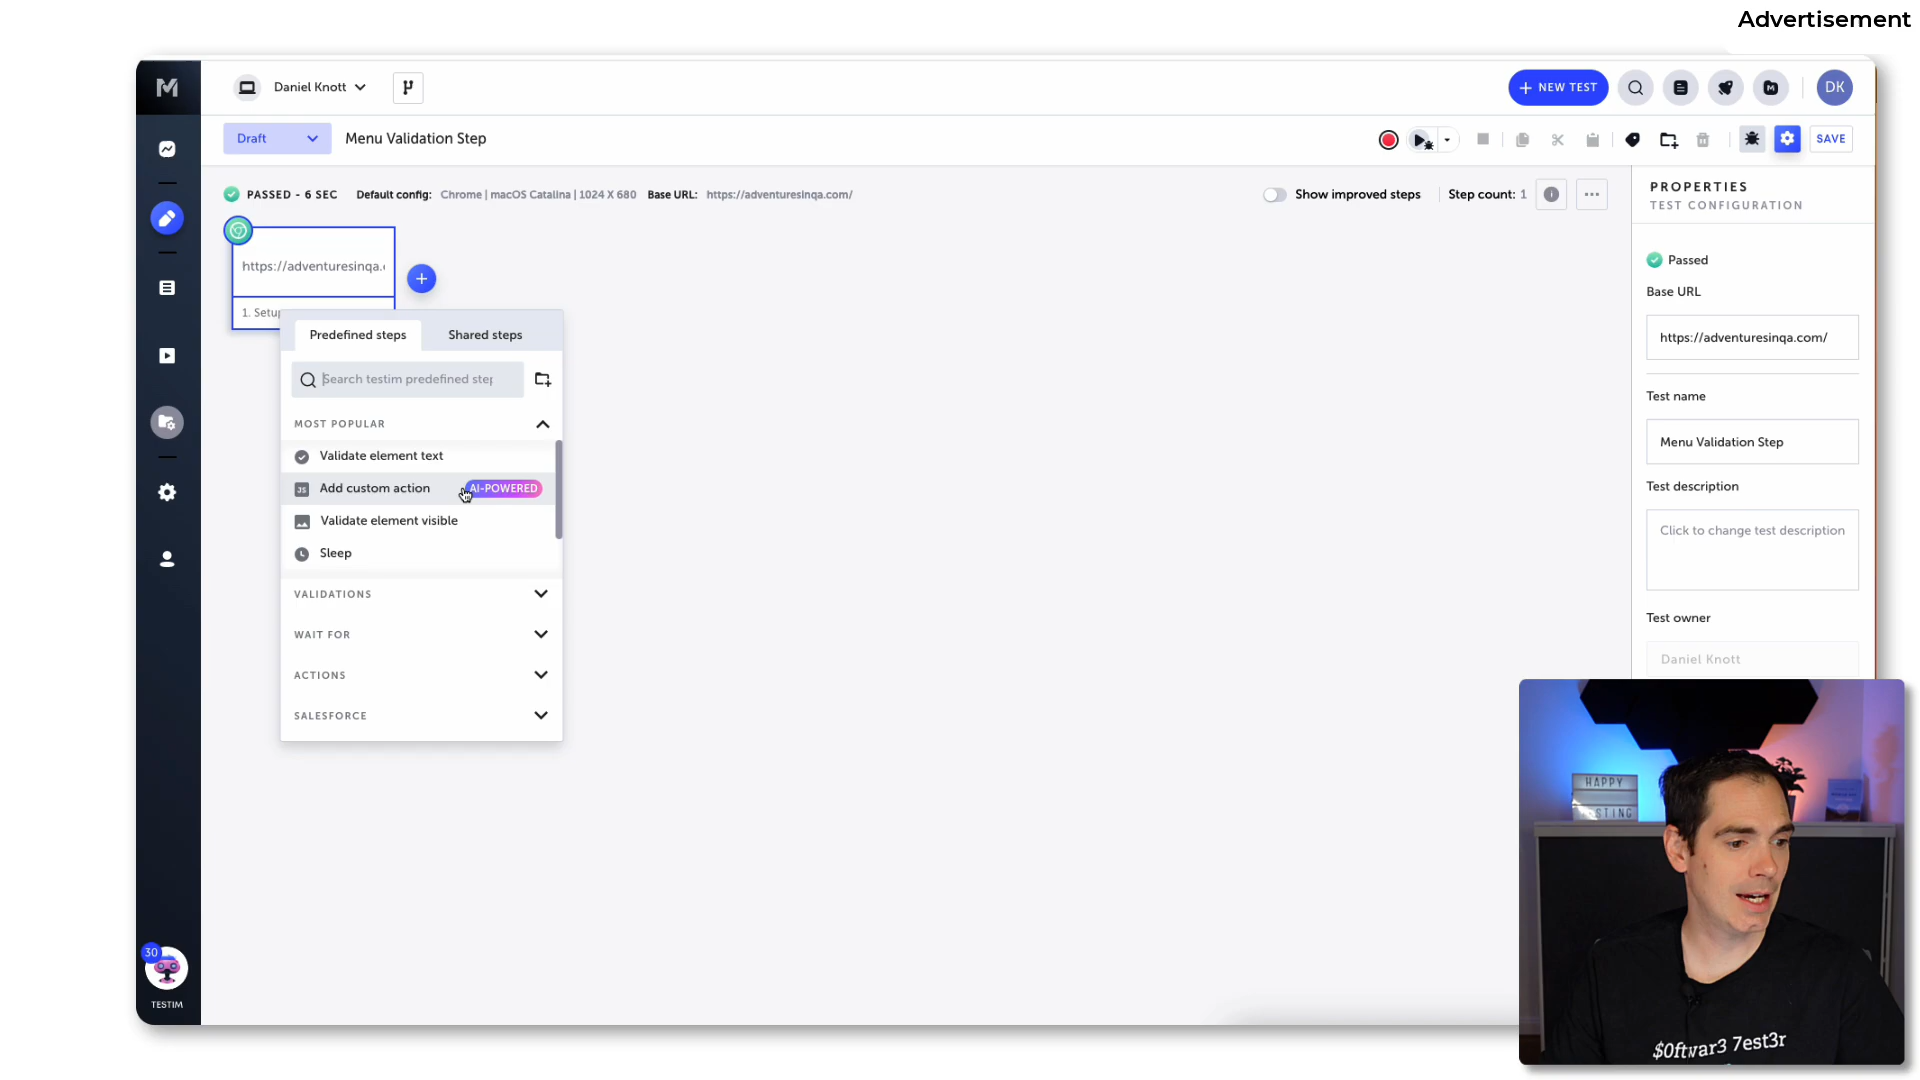 Advertisement
Daniel Knott
NEW TEST
DK
Draft
Menu Validation Step
SAVE
PASSED - 6 SEC
Default config: Chrome | macOS Catalina | 1024 X 680
Base URL: https://adventuresinqa.com/
Show improved steps
Step count: 1
PROPERTIES
TEST CONFIGURATION
https://adventuresinqa.
1. Setup
Predefined steps
Shared steps
Search testim predefined step
MOST POPULAR
Validate element text
JS
Add custom action
AI-POWERED
Validate element visible
Sleep
VALIDATIONS
WAIT FOR
ACTIONS
SALESFORCE
Passed
Base URL
https://adventuresinqa.com/
Test name
Menu Validation Step
Test description
Click to change test description
Test owner
Daniel Knott
30
TESTIM
HAPPY
STING
$0ftwar3 7est3r